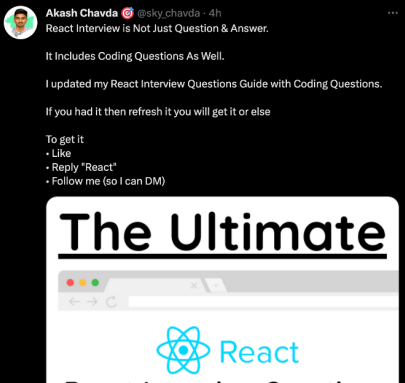 Akash Chavda 🎯 @sky_chavda · 4h
React Interview is Not Just Question & Answer.
It Includes Coding Questions As Well.
I updated my React Interview Questions Guide with Coding Questions.
If you had it then refresh it you will get it or else
To get it
• Like
• Reply "React"
• Follow me (so I can DM)
The Ultimate
React